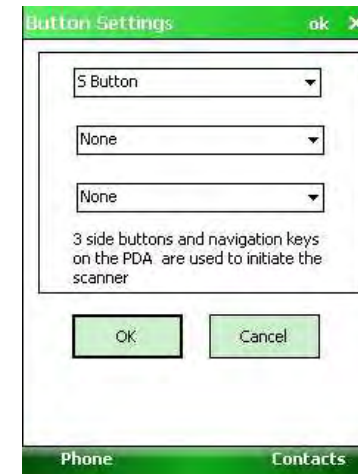 Button Settings ok X
S Button
None
None
3 side buttons and navigation keys
on the PDA are used to initiate the
scanner
OK Cancel
Phone Contacts